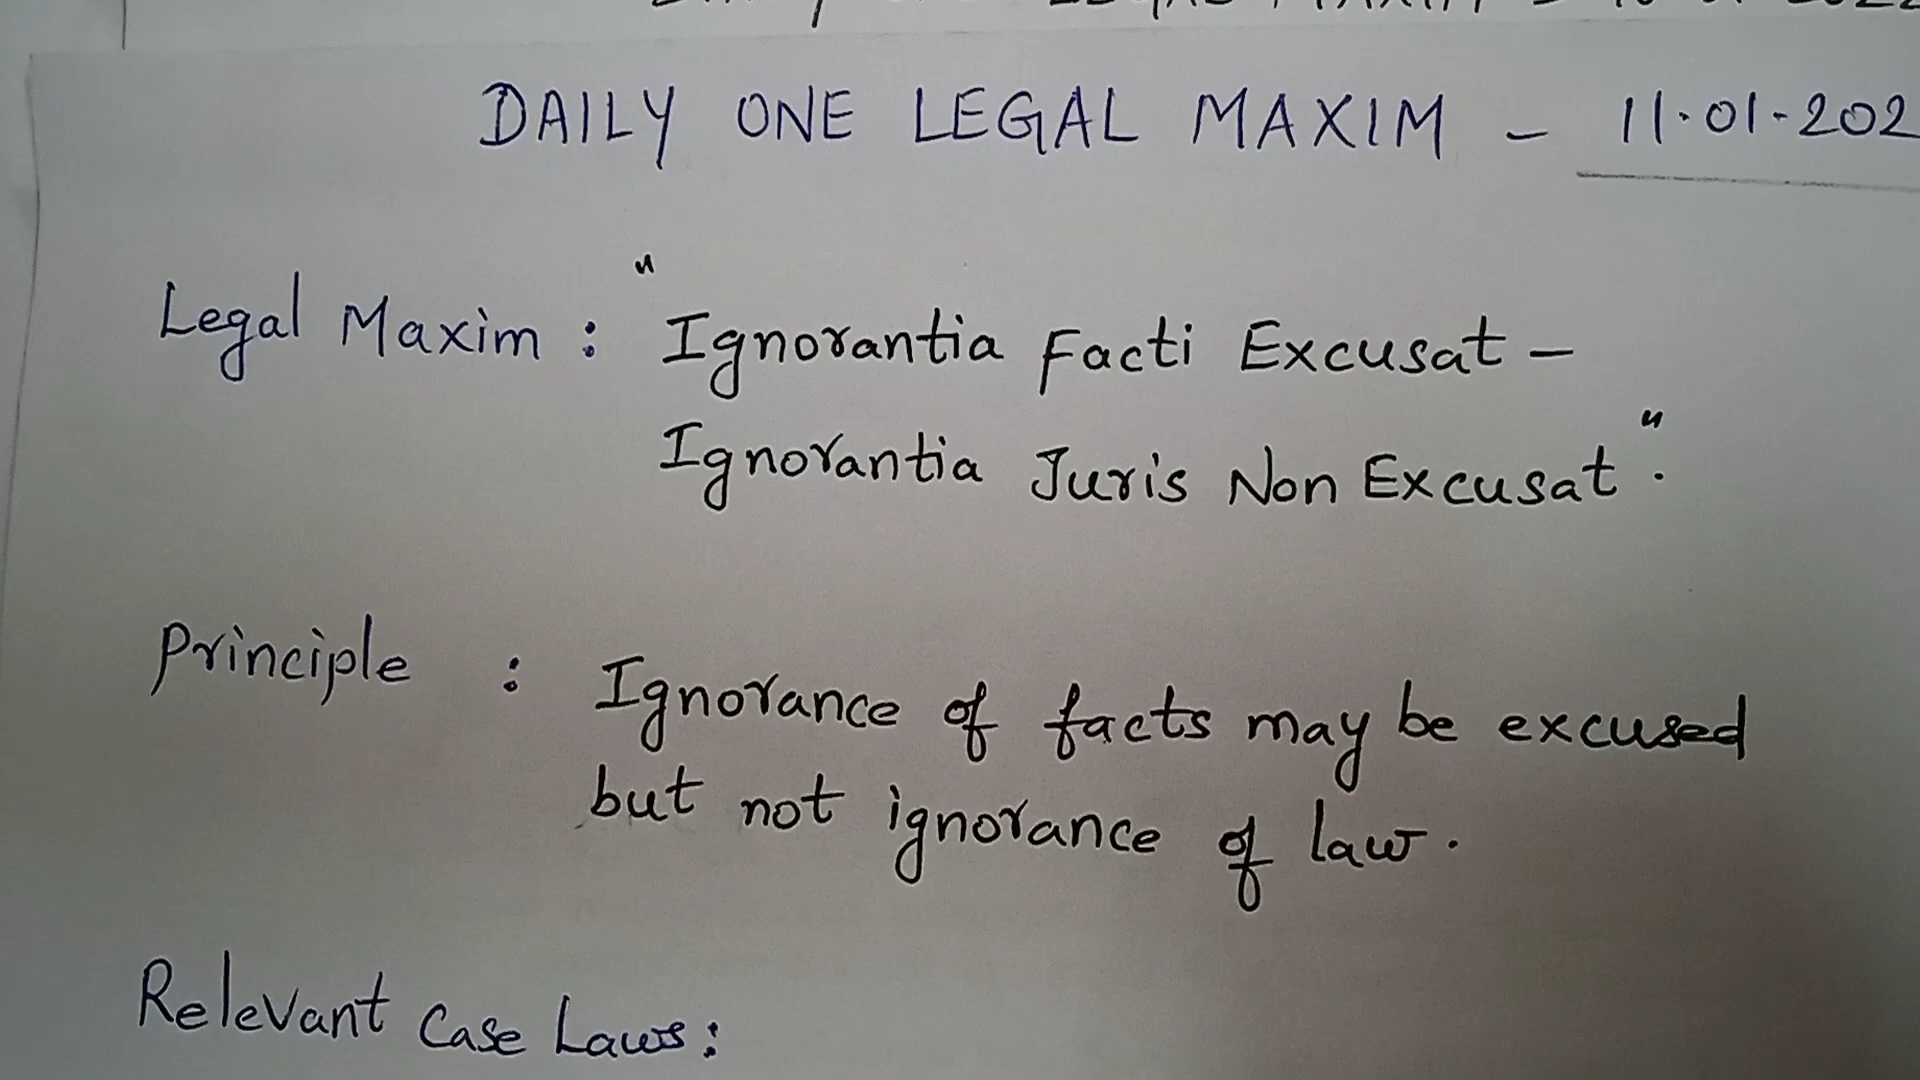 DAILY ONE LEGAL MAXIM - 11.01.202
Legal Maxim : "Ignorantia Facti Excusat -
Ignorantia Juris Non Excusat".
Principle : Ignorance of facts may be excused
but not ignorance of law.
Relevant Case Laws :